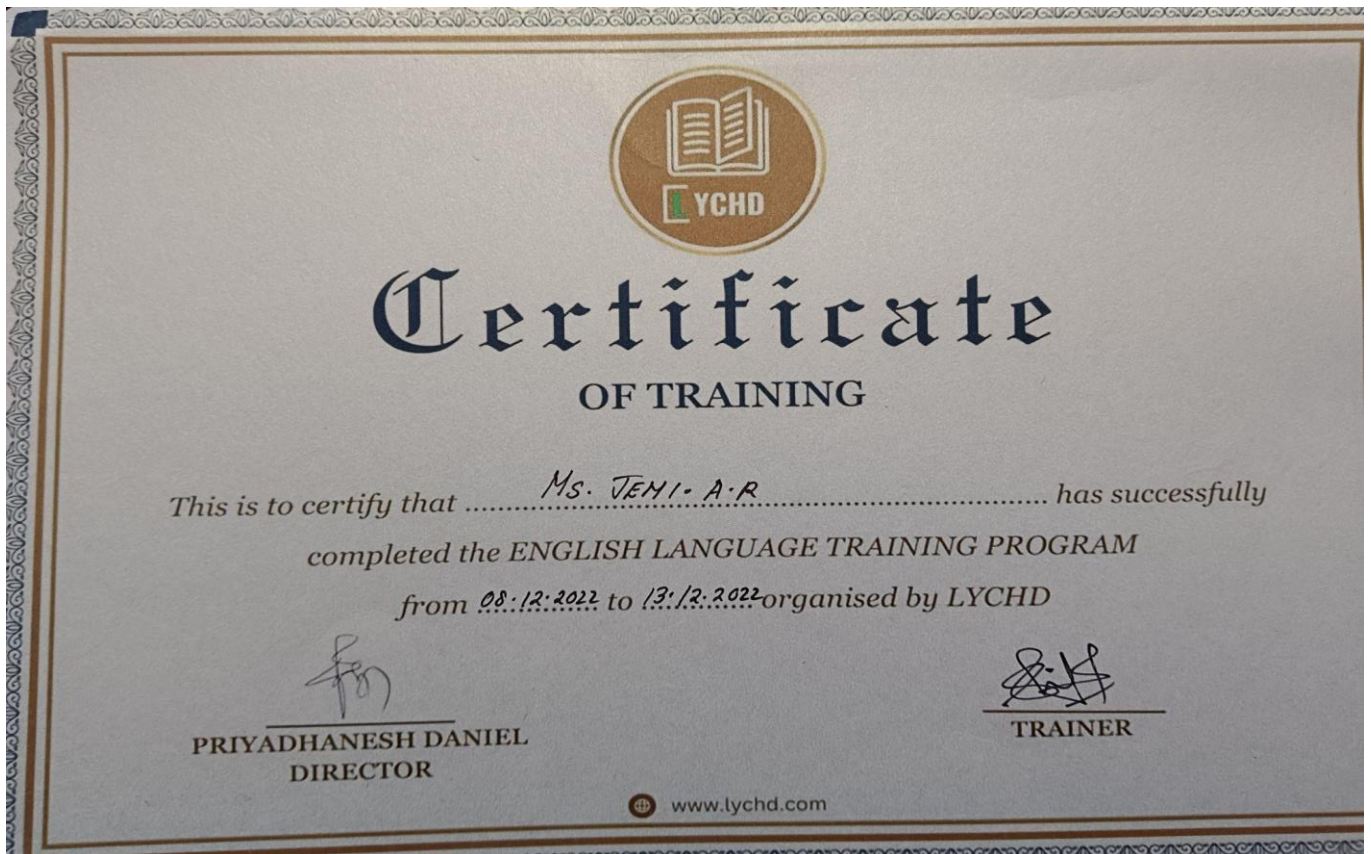 LYCHD
Certificate
OF TRAINING
This is to certify that ........Ms. JEMI. A.R........ has successfully
completed the ENGLISH LANGUAGE TRAINING PROGRAM
from 08.12.2022 to 13.12.2022 organised by LYCHD
PRIYADHANESH DANIEL
DIRECTOR
TRAINER
www.lychd.com